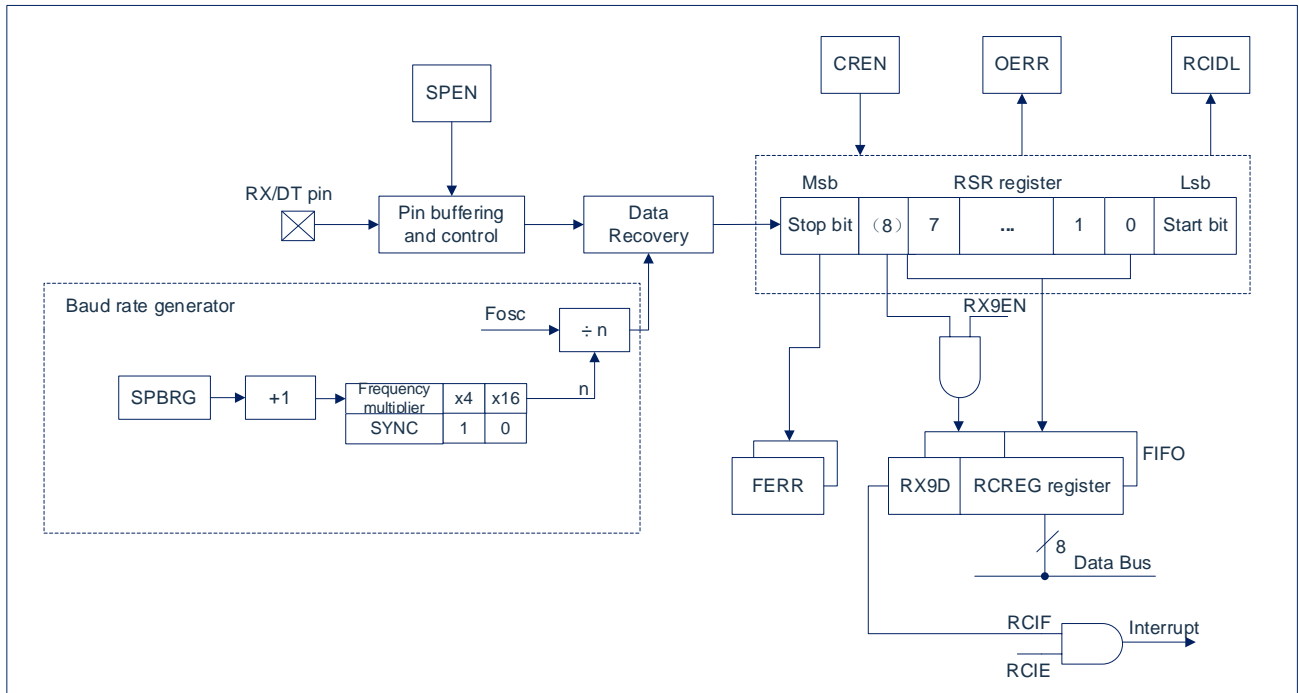 CREN
OERR
RCIDL
SPEN
Msb
RSR register
Lsb
RX/DT pin
Pin buffering
and control
Data
Recovery
Stop bit
（8）
7
...
1
0
Start bit
Baud rate generator
Fosc
÷ n
RX9EN
n
SPBRG
+1
Frequency
multiplier
x4
x16
SYNC
1
0
FIFO
FERR
RX9D
RCREG register
8
Data Bus
RCIF
Interrupt
RCIE